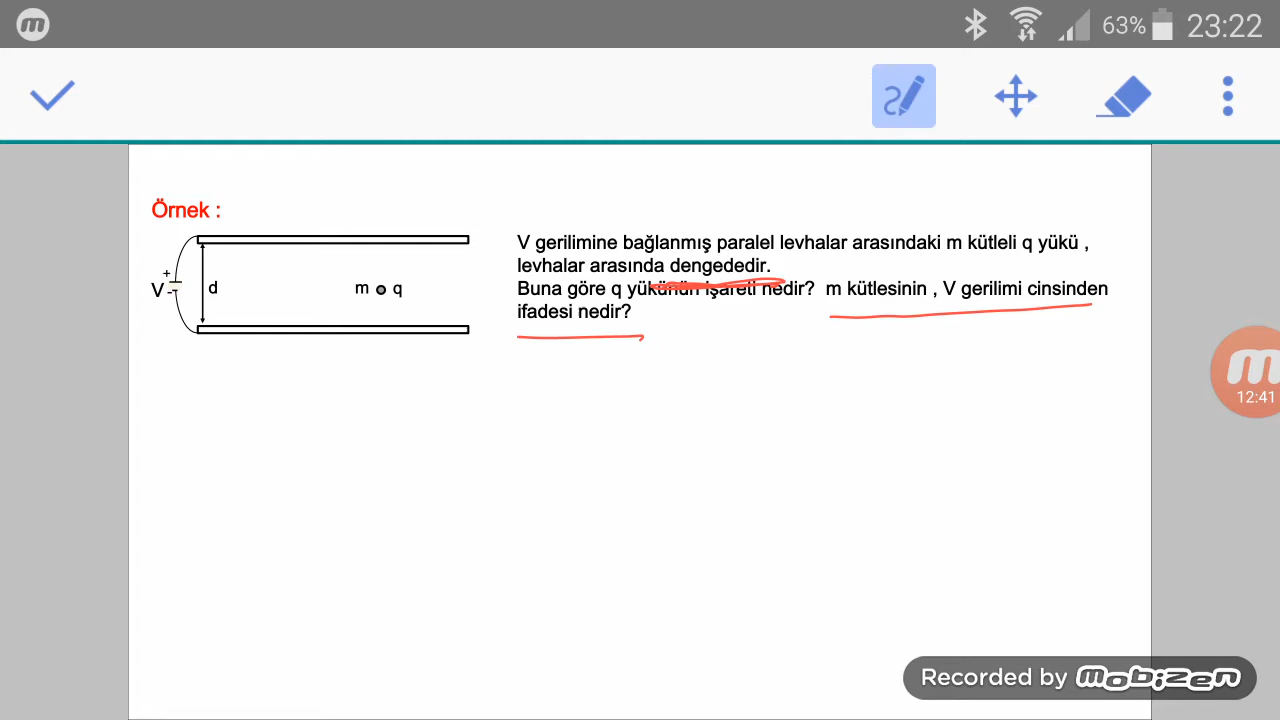 m 63% 23:22
Örnek :
V gerilimine bağlanmış paralel levhalar arasındaki m kütleli q yükü ,
levhalar arasında dengededir.
Buna göre q yükünün işareti nedir? m kütlesinin , V gerilimi cinsinden
ifadesi nedir?
+
V
-
d
m q
m
12:41
Recorded by mobizen